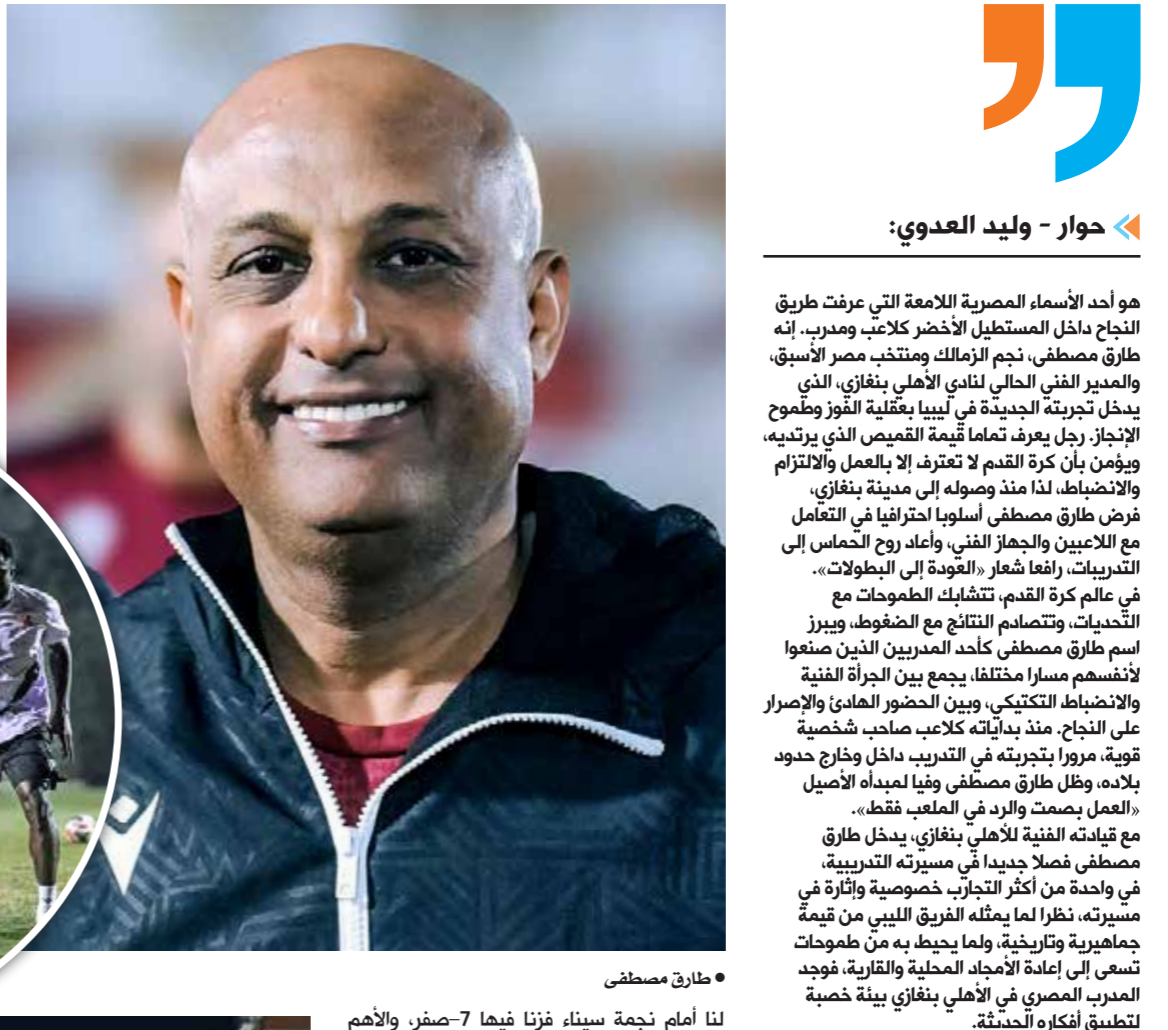 حوار - وليد العدوي:
هو أحد الأسماء المصرية اللامعة التي عرفت طريق
النجاح داخل المستطيل الأخضر كلاعب ومدرب. إنه
طارق مصطفى، نجم الزمالك ومنتخب مصر الأسبق،
والمدير الفني الحالي لنادي الأهلي بنغازي، الذي
يدخل تجربته الجديدة في ليبيا بعقلية الفوز وطموح
الإنجاز. رجل يعرف تماما قيمة القميص الذي يرتديه،
ويؤمن بأن كرة القدم لا تعترف إلا بالعمل والالتزام
والانضباط، لذا منذ وصوله إلى مدينة بنغازي،
فرض طارق مصطفى أسلوبا احترافيا في التعامل
مع اللاعبين والجهاز الفني، وأعاد روح الحماس إلى
التدريبات، رافعا شعار «العودة إلى البطولات».
في عالم كرة القدم، تتشابك الطموحات مع
التحديات، وتتصادم النتائج مع الضغوط، ويبرز
اسم طارق مصطفى كأحد المدربين الذين صنعوا
لأنفسهم مسارا مختلفا، يجمع بين الجرأة الفنية
والانضباط التكتيكي، وبين الحضور الهادئ والإصرار
على النجاح. منذ بداياته كلاعب صاحب شخصية
قوية، مرورا بتجربته في التدريب داخل وخارج حدود
بلاده، وظل طارق مصطفى وفيا لمبدأه الأصيل
«العمل بصمت والرد في الملعب فقط».
مع قيادته الفنية للأهلي بنغازي، يدخل طارق
مصطفى فصلا جديدا في مسيرته التدريبية،
في واحدة من أكثر التجارب خصوصية وإثارة في
مسيرته، نظرا لما يمثله الفريق الليبي من قيمة
جماهيرية وتاريخية، ولما يحيط به من طموحات
تسعى إلى إعادة الأمجاد المحلية والقارية، فوجد
المدرب المصري في الأهلي بنغازي بيئة خصبة
لتطبيق أفكاره الحديثة.
• طارق مصطفى
لنا أمام نجمة سيناء فزنا فيها 7–صفر، والأهم